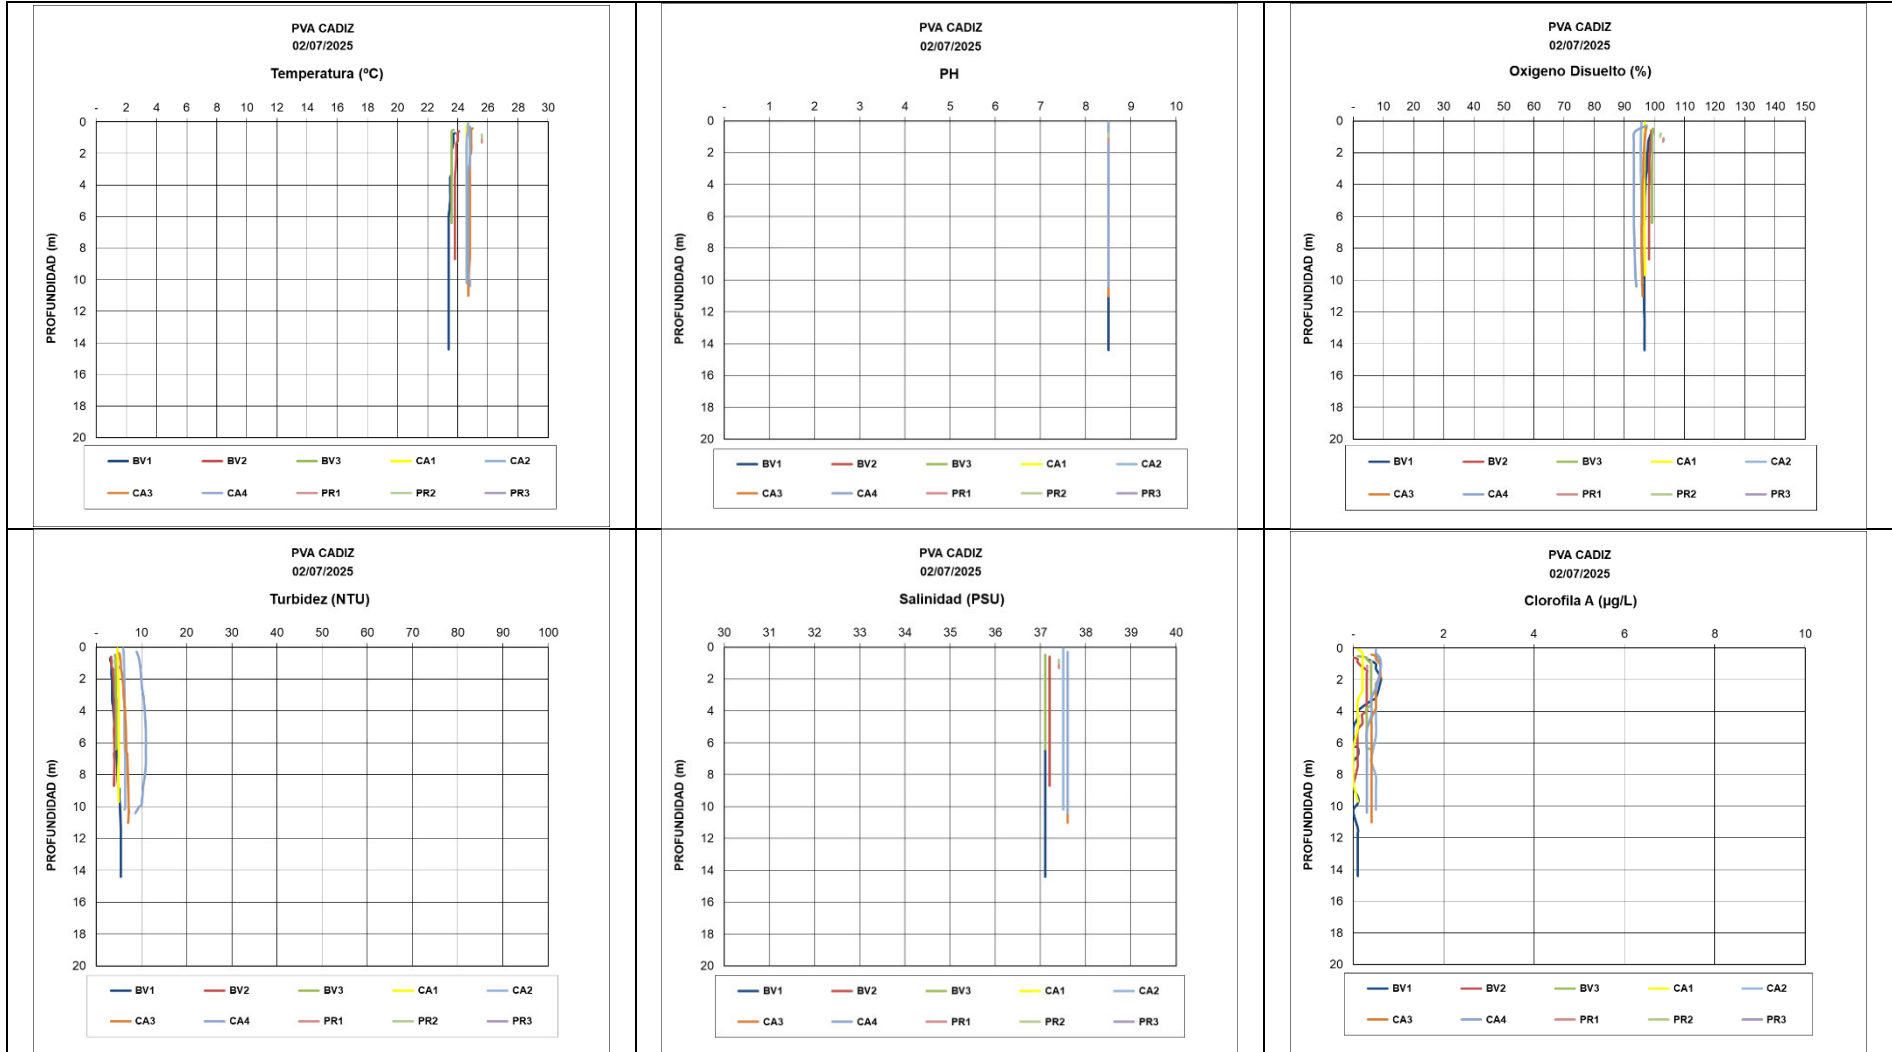 PVA CADIZ
02/07/2025
Temperatura (ºC)
- 2 4 6 8 10 12 14 16 18 20 22 24 26 28 30
0
2
4
6
8
10
12
14
16
18
20
PROFUNDIDAD (m)
BV1 BV2 BV3 CA1 CA2
CA3 CA4 PR1 PR2 PR3
PVA CADIZ
02/07/2025
PH
- 1 2 3 4 5 6 7 8 9 10
0
2
4
6
8
10
12
14
16
18
20
PROFUNDIDAD (m)
BV1 BV2 BV3 CA1 CA2
CA3 CA4 PR1 PR2 PR3
PVA CADIZ
02/07/2025
Oxigeno Disuelto (%)
- 10 20 30 40 50 60 70 80 90 100 110 120 130 140 150
0
2
4
6
8
10
12
14
16
18
20
PROFUNDIDAD (m)
BV1 BV2 BV3 CA1 CA2
CA3 CA4 PR1 PR2 PR3
PVA CADIZ
02/07/2025
Turbidez (NTU)
- 10 20 30 40 50 60 70 80 90 100
0
2
4
6
8
10
12
14
16
18
20
PROFUNDIDAD (m)
BV1 BV2 BV3 CA1 CA2
CA3 CA4 PR1 PR2 PR3
PVA CADIZ
02/07/2025
Salinidad (PSU)
30 31 32 33 34 35 36 37 38 39 40
0
2
4
6
8
10
12
14
16
18
20
PROFUNDIDAD (m)
BV1 BV2 BV3 CA1 CA2
CA3 CA4 PR1 PR2 PR3
PVA CADIZ
02/07/2025
Clorofila A (µg/L)
- 2 4 6 8 10
0
2
4
6
8
10
12
14
16
18
20
PROFUNDIDAD (m)
BV1 BV2 BV3 CA1 CA2
CA3 CA4 PR1 PR2 PR3